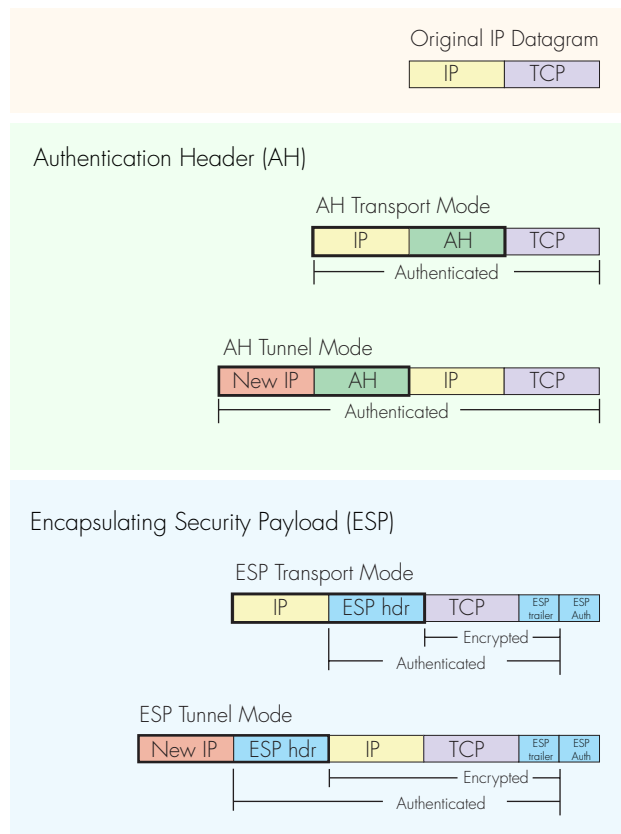 Original IP Datagram
IP TCP
Authentication Header (AH)
AH Transport Mode
IP AH TCP
Authenticated
AH Tunnel Mode
New IP AH IP TCP
Authenticated
Encapsulating Security Payload (ESP)
ESP Transport Mode
IP ESP hdr TCP ESP trailer ESP Auth
Encrypted
Authenticated
ESP Tunnel Mode
New IP ESP hdr IP TCP ESP trailer ESP Auth
Encrypted
Authenticated